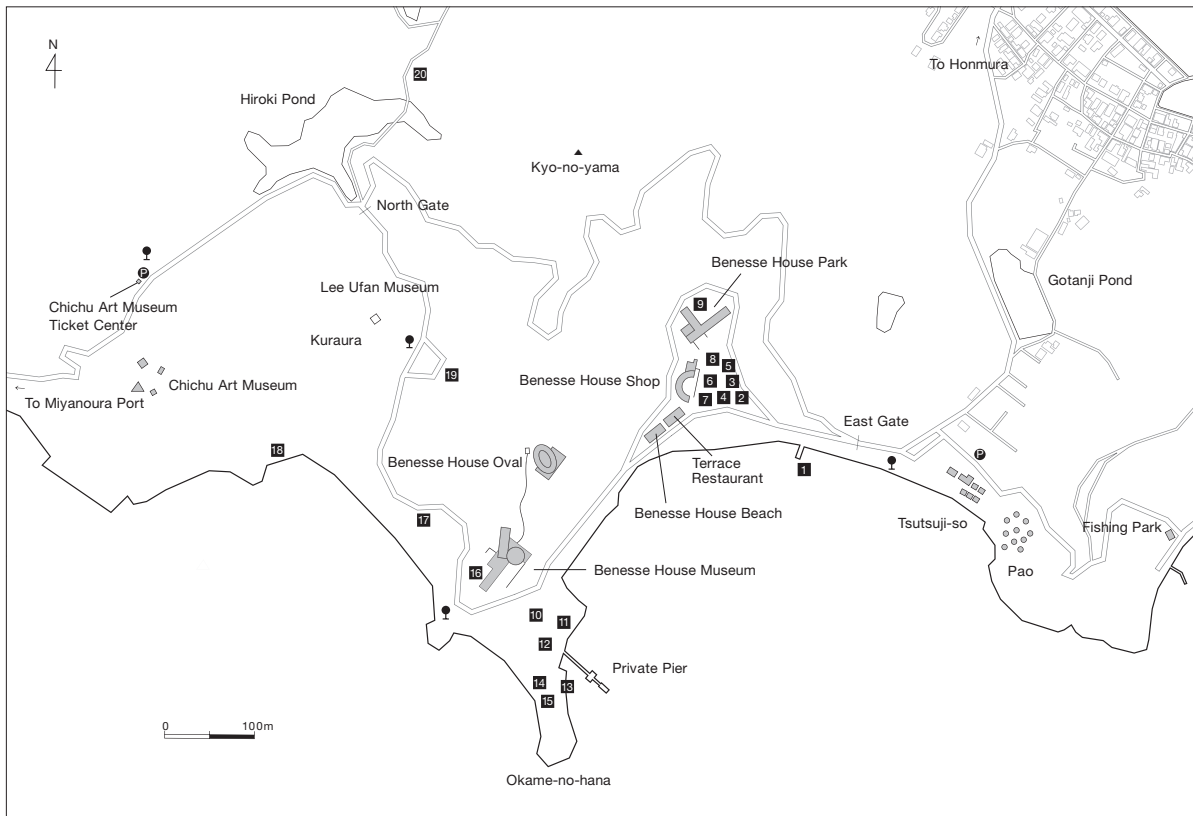 N
20
Hiroki Pond
To Honmura
Kyo-no-yama
North Gate
P
Chichu Art Museum
Ticket Center
Lee Ufan Museum
Kuraura
Benesse House Park
Gotanji Pond
9
8
5
6
3
7
4
2
Benesse House Shop
19
Chichu Art Museum
To Miyanoura Port
East Gate
18
Benesse House Oval
Terrace
Restaurant
1
P
Benesse House Beach
17
Tsutsuji-so
Fishing Park
Pao
16
Benesse House Museum
10
11
12
Private Pier
14
13
15
0
100m
Okame-no-hana